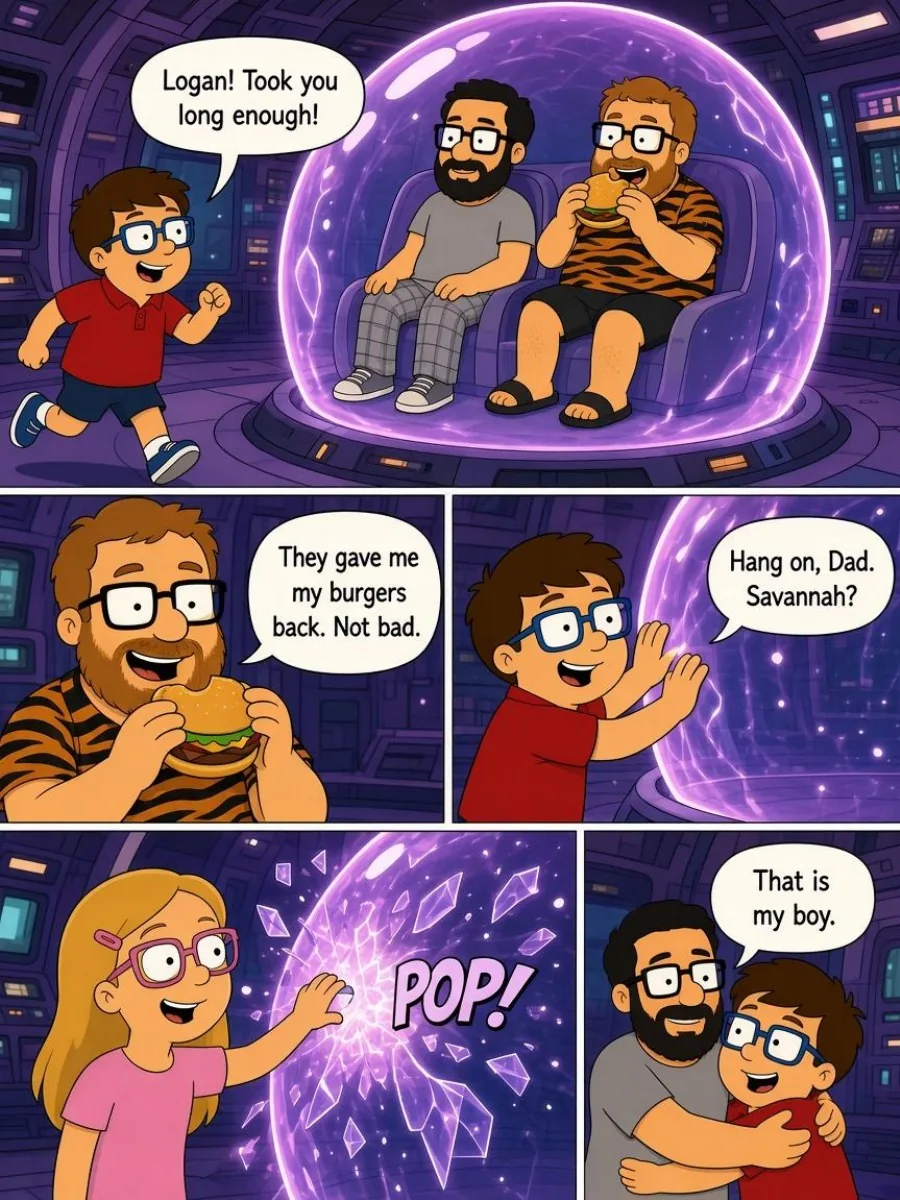 Logan! Took you
long enough!
They gave me
my burgers
back. Not bad.
Hang on, Dad.
Savannah?
POP!
That is
my boy.